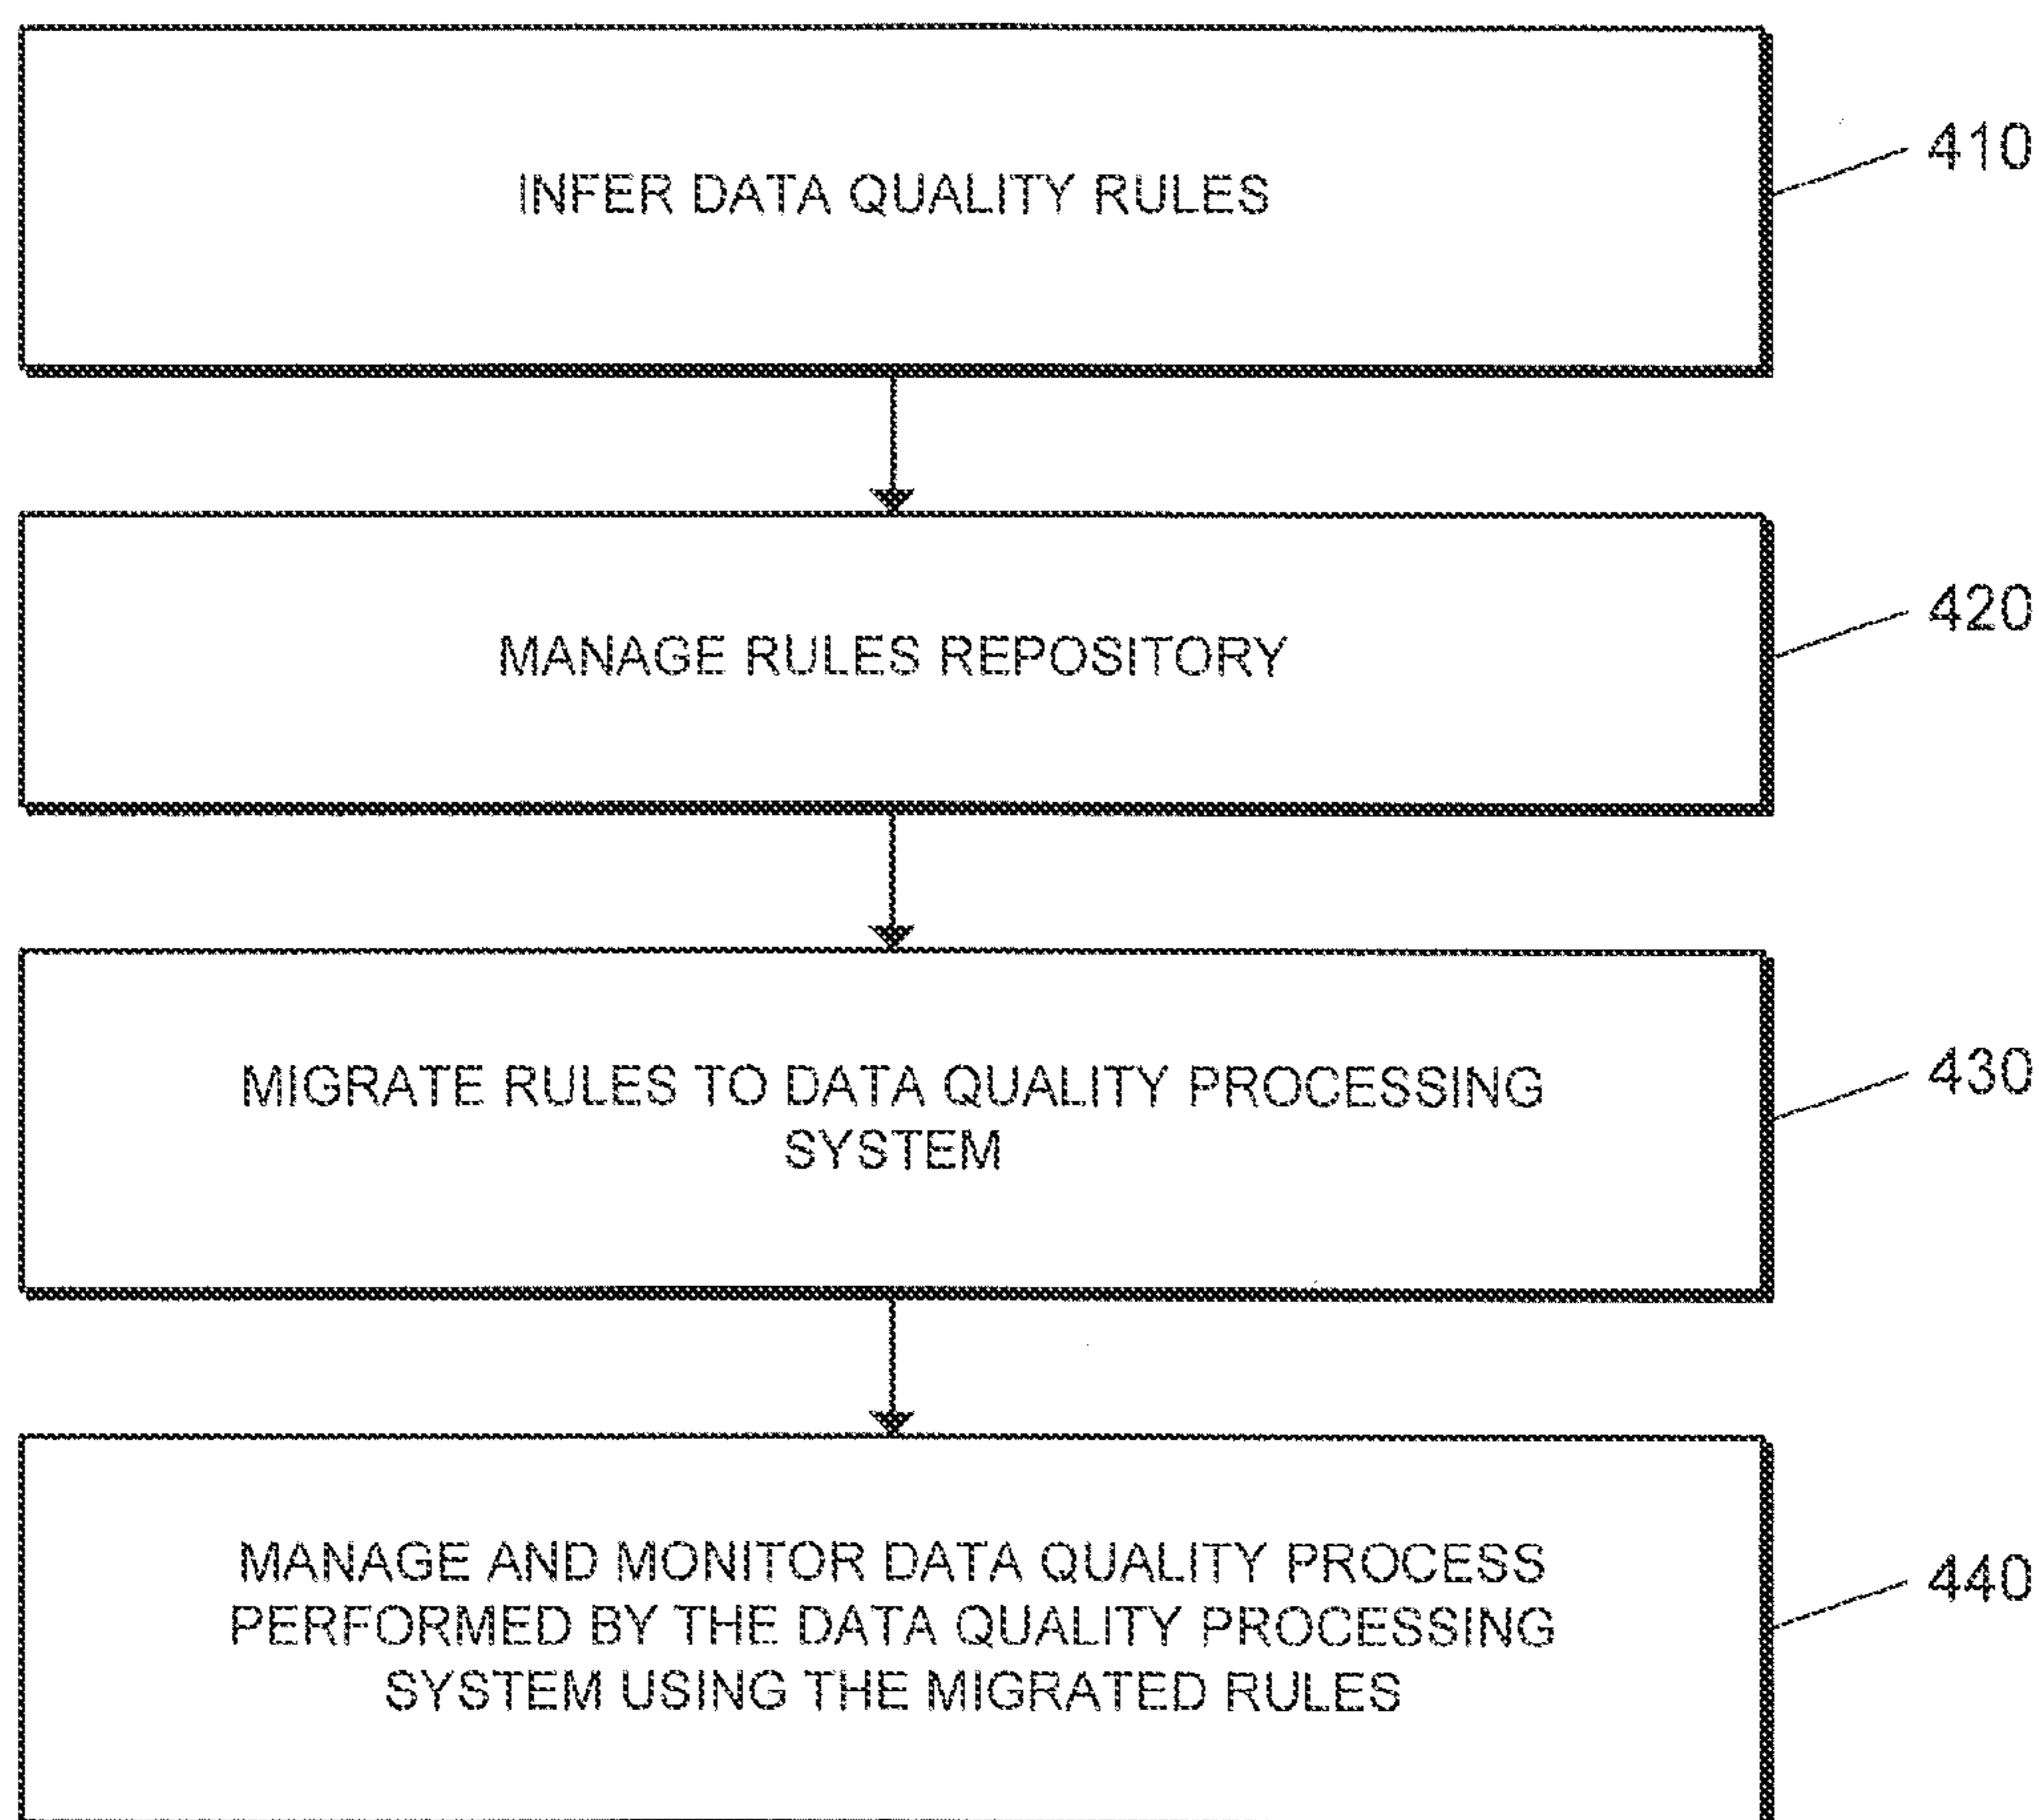 INFER DATA QUALITY RULES
410
MANAGE RULES REPOSITORY
420
MIGRATE RULES TO DATA QUALITY PROCESSING
SYSTEM
430
MANAGE AND MONITOR DATA QUALITY PROCESS
PERFORMED BY THE DATA QUALITY PROCESSING
SYSTEM USING THE MIGRATED RULES
440